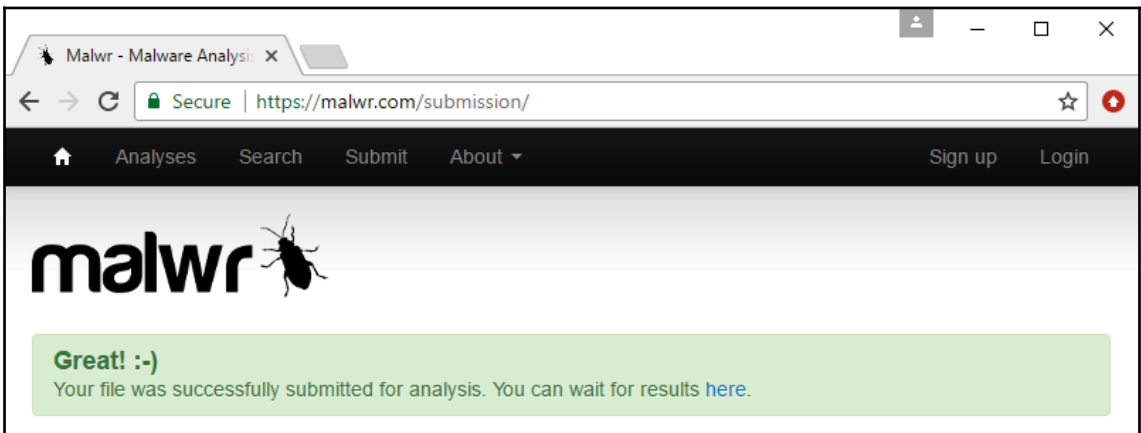 Malwr - Malware Analysi
Secure | https://malwr.com/submission/
Analyses Search Submit About Sign up Login
malwr
Great! :-)
Your file was successfully submitted for analysis. You can wait for results here.